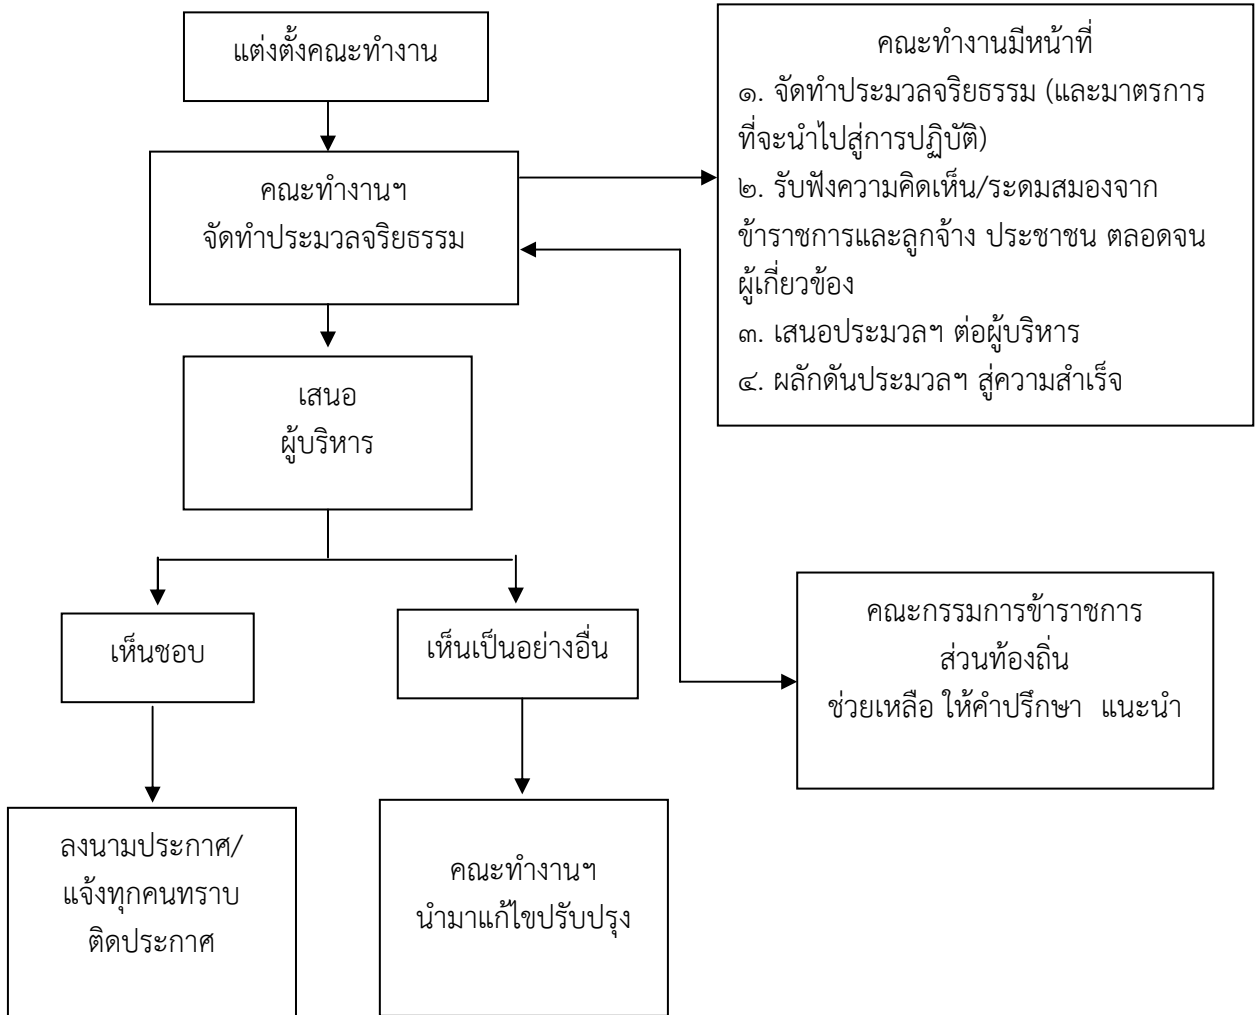 แต่งตั้งคณะทำงาน
คณะทำงานมีหน้าที่
๑. จัดทำประมวลจริยธรรม (และมาตรการ
ที่จะนำไปสู่การปฏิบัติ)
๒. รับฟังความคิดเห็น/ระดมสมองจาก
ข้าราชการและลูกจ้าง ประชาชน ตลอดจน
ผู้เกี่ยวข้อง
๓. เสนอประมวลฯ ต่อผู้บริหาร
๔. ผลักดันประมวลฯ สู่ความสำเร็จ
คณะทำงานฯ
จัดทำประมวลจริยธรรม
เสนอ
ผู้บริหาร
เห็นชอบ
เห็นเป็นอย่างอื่น
คณะกรรมการข้าราชการ
ส่วนท้องถิ่น
ช่วยเหลือ ให้คำปรึกษา แนะนำ
ลงนามประกาศ/
แจ้งทุกคนทราบ
ติดประกาศ
คณะทำงานฯ
นำมาแก้ไขปรับปรุง